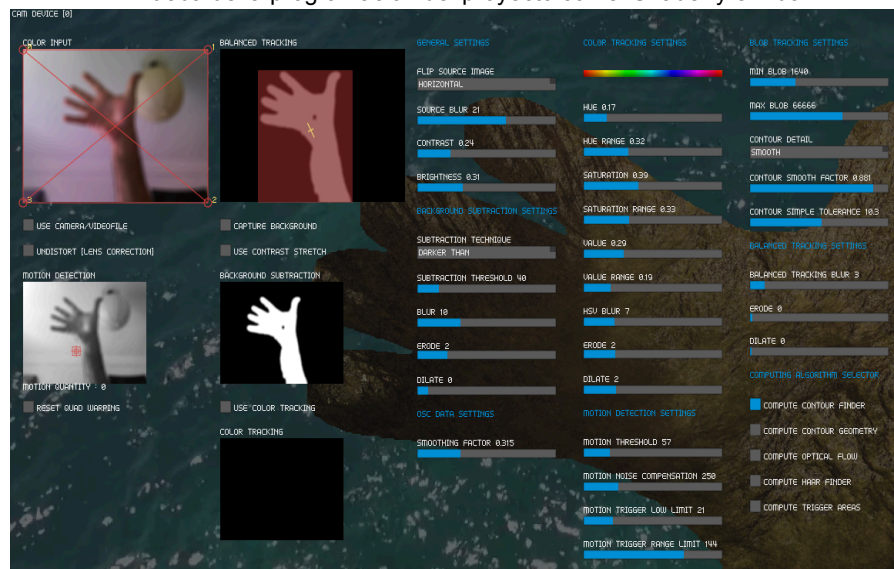 CAM DEVICE [0]
COLOR INPUT
0
1
3
2
USE CAMERA/VIDEOFILE
UNDISTORT [LENS CORRECTION]
MOTION DETECTION
MOTION QUANTITY : 0
RESET QUAD WARPING
BALANCED TRACKING
CAPTURE BACKGROUND
USE CONTRAST STRETCH
BACKGROUND SUBTRACTION
USE COLOR TRACKING
COLOR TRACKING
GENERAL SETTINGS
FLIP SOURCE IMAGE
HORIZONTAL
SOURCE BLUR 21
CONTRAST 0.24
BRIGHTNESS 0.31
BACKGROUND SUBTRACTION SETTINGS
SUBTRACTION TECHNIQUE
DARKER THAN
SUBTRACTION THRESHOLD 40
BLUR 10
ERODE 2
DILATE 0
OSC DATA SETTINGS
SMOOTHING FACTOR 0.315
COLOR TRACKING SETTINGS
HUE 0.17
HUE RANGE 0.32
SATURATION 0.39
SATURATION RANGE 0.33
VALUE 0.29
VALUE RANGE 0.19
HSV BLUR 7
ERODE 2
DILATE 2
MOTION DETECTION SETTINGS
MOTION THRESHOLD 57
MOTION NOISE COMPENSATION 250
MOTION TRIGGER LOW LIMIT 21
MOTION TRIGGER RANGE LIMIT 144
BLOB TRACKING SETTINGS
MIN BLOB 1640
MAX BLOB 66666
CONTOUR DETAIL
SMOOTH
CONTOUR SMOOTH FACTOR 0.881
CONTOUR SIMPLE TOLERANCE 10.3
BALANCED TRACKING SETTINGS
BALANCED TRACKING BLUR 3
ERODE 0
DILATE 0
COMPUTING ALGORITHM SELECTOR
COMPUTE CONTOUR FINDER
COMPUTE CONTOUR GEOMETRY
COMPUTE OPTICAL FLOW
COMPUTE HAAR FINDER
COMPUTE TRIGGER AREAS